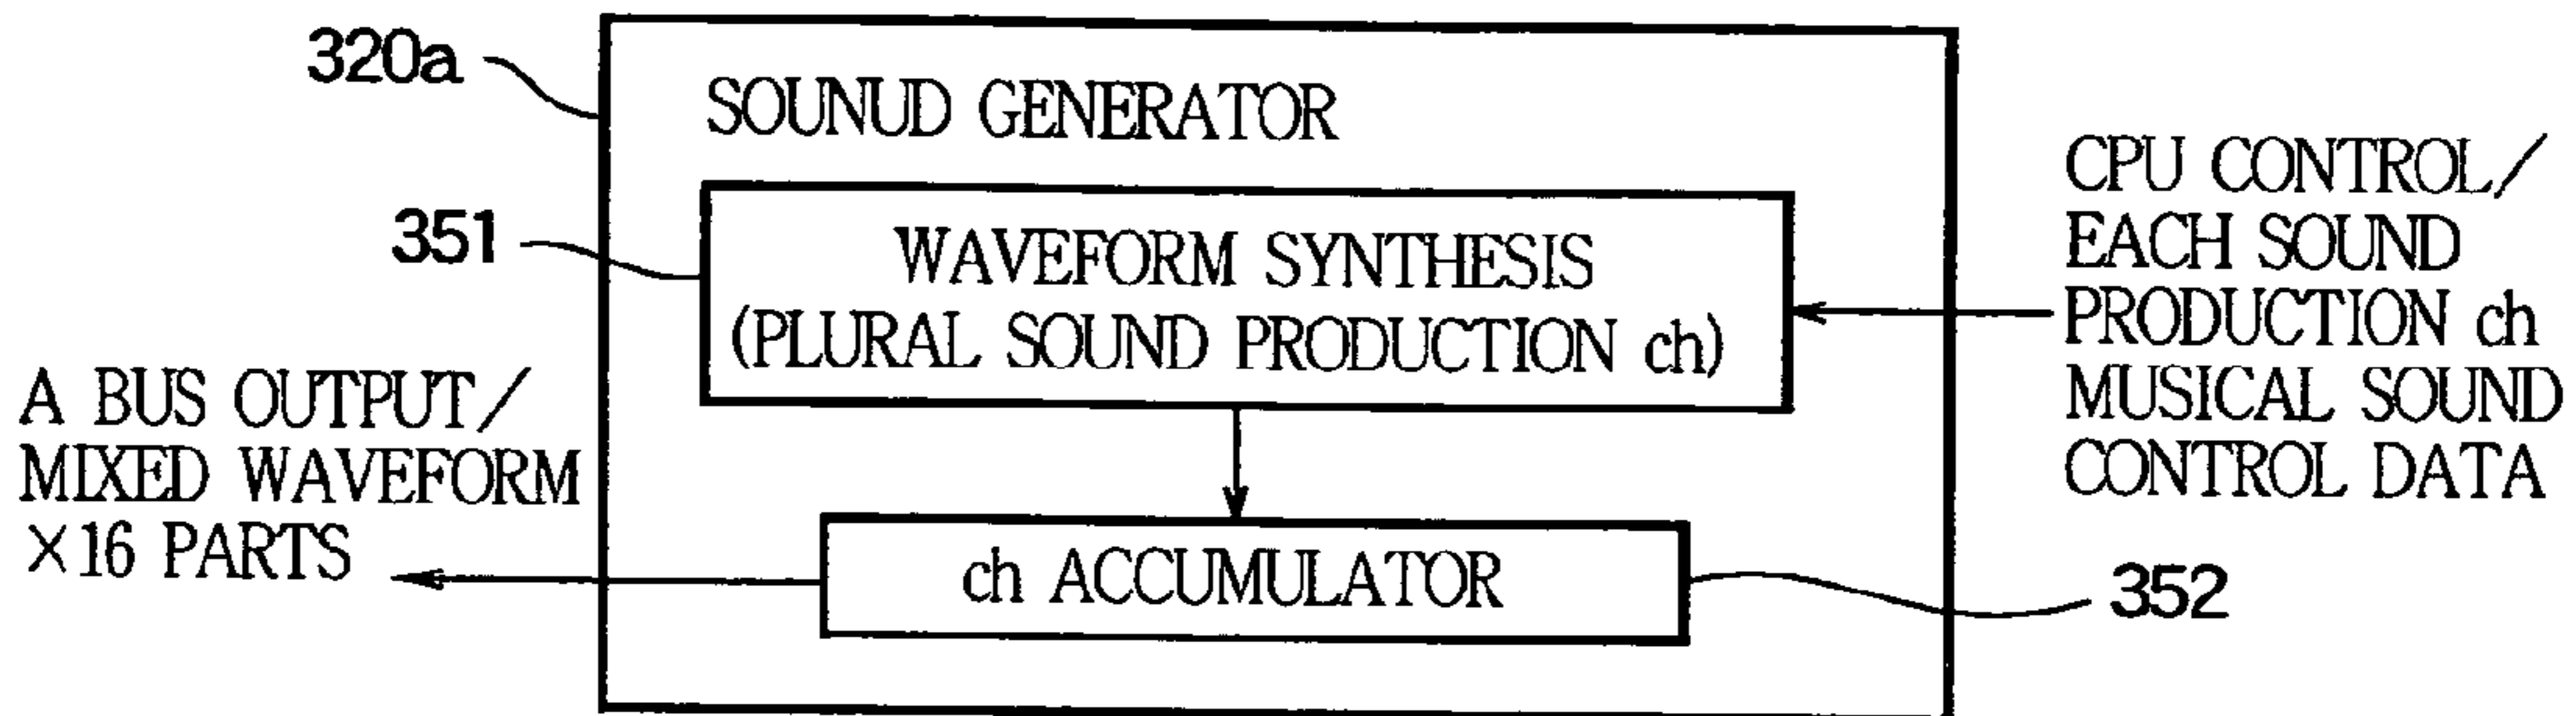 320a
SOUNUD GENERATOR
351
WAVEFORM SYNTHESIS
(PLURAL SOUND PRODUCTION ch)
CPU CONTROL/
EACH SOUND
PRODUCTION ch
MUSICAL SOUND
CONTROL DATA
A BUS OUTPUT/
MIXED WAVEFORM
×16 PARTS
ch ACCUMULATOR
352